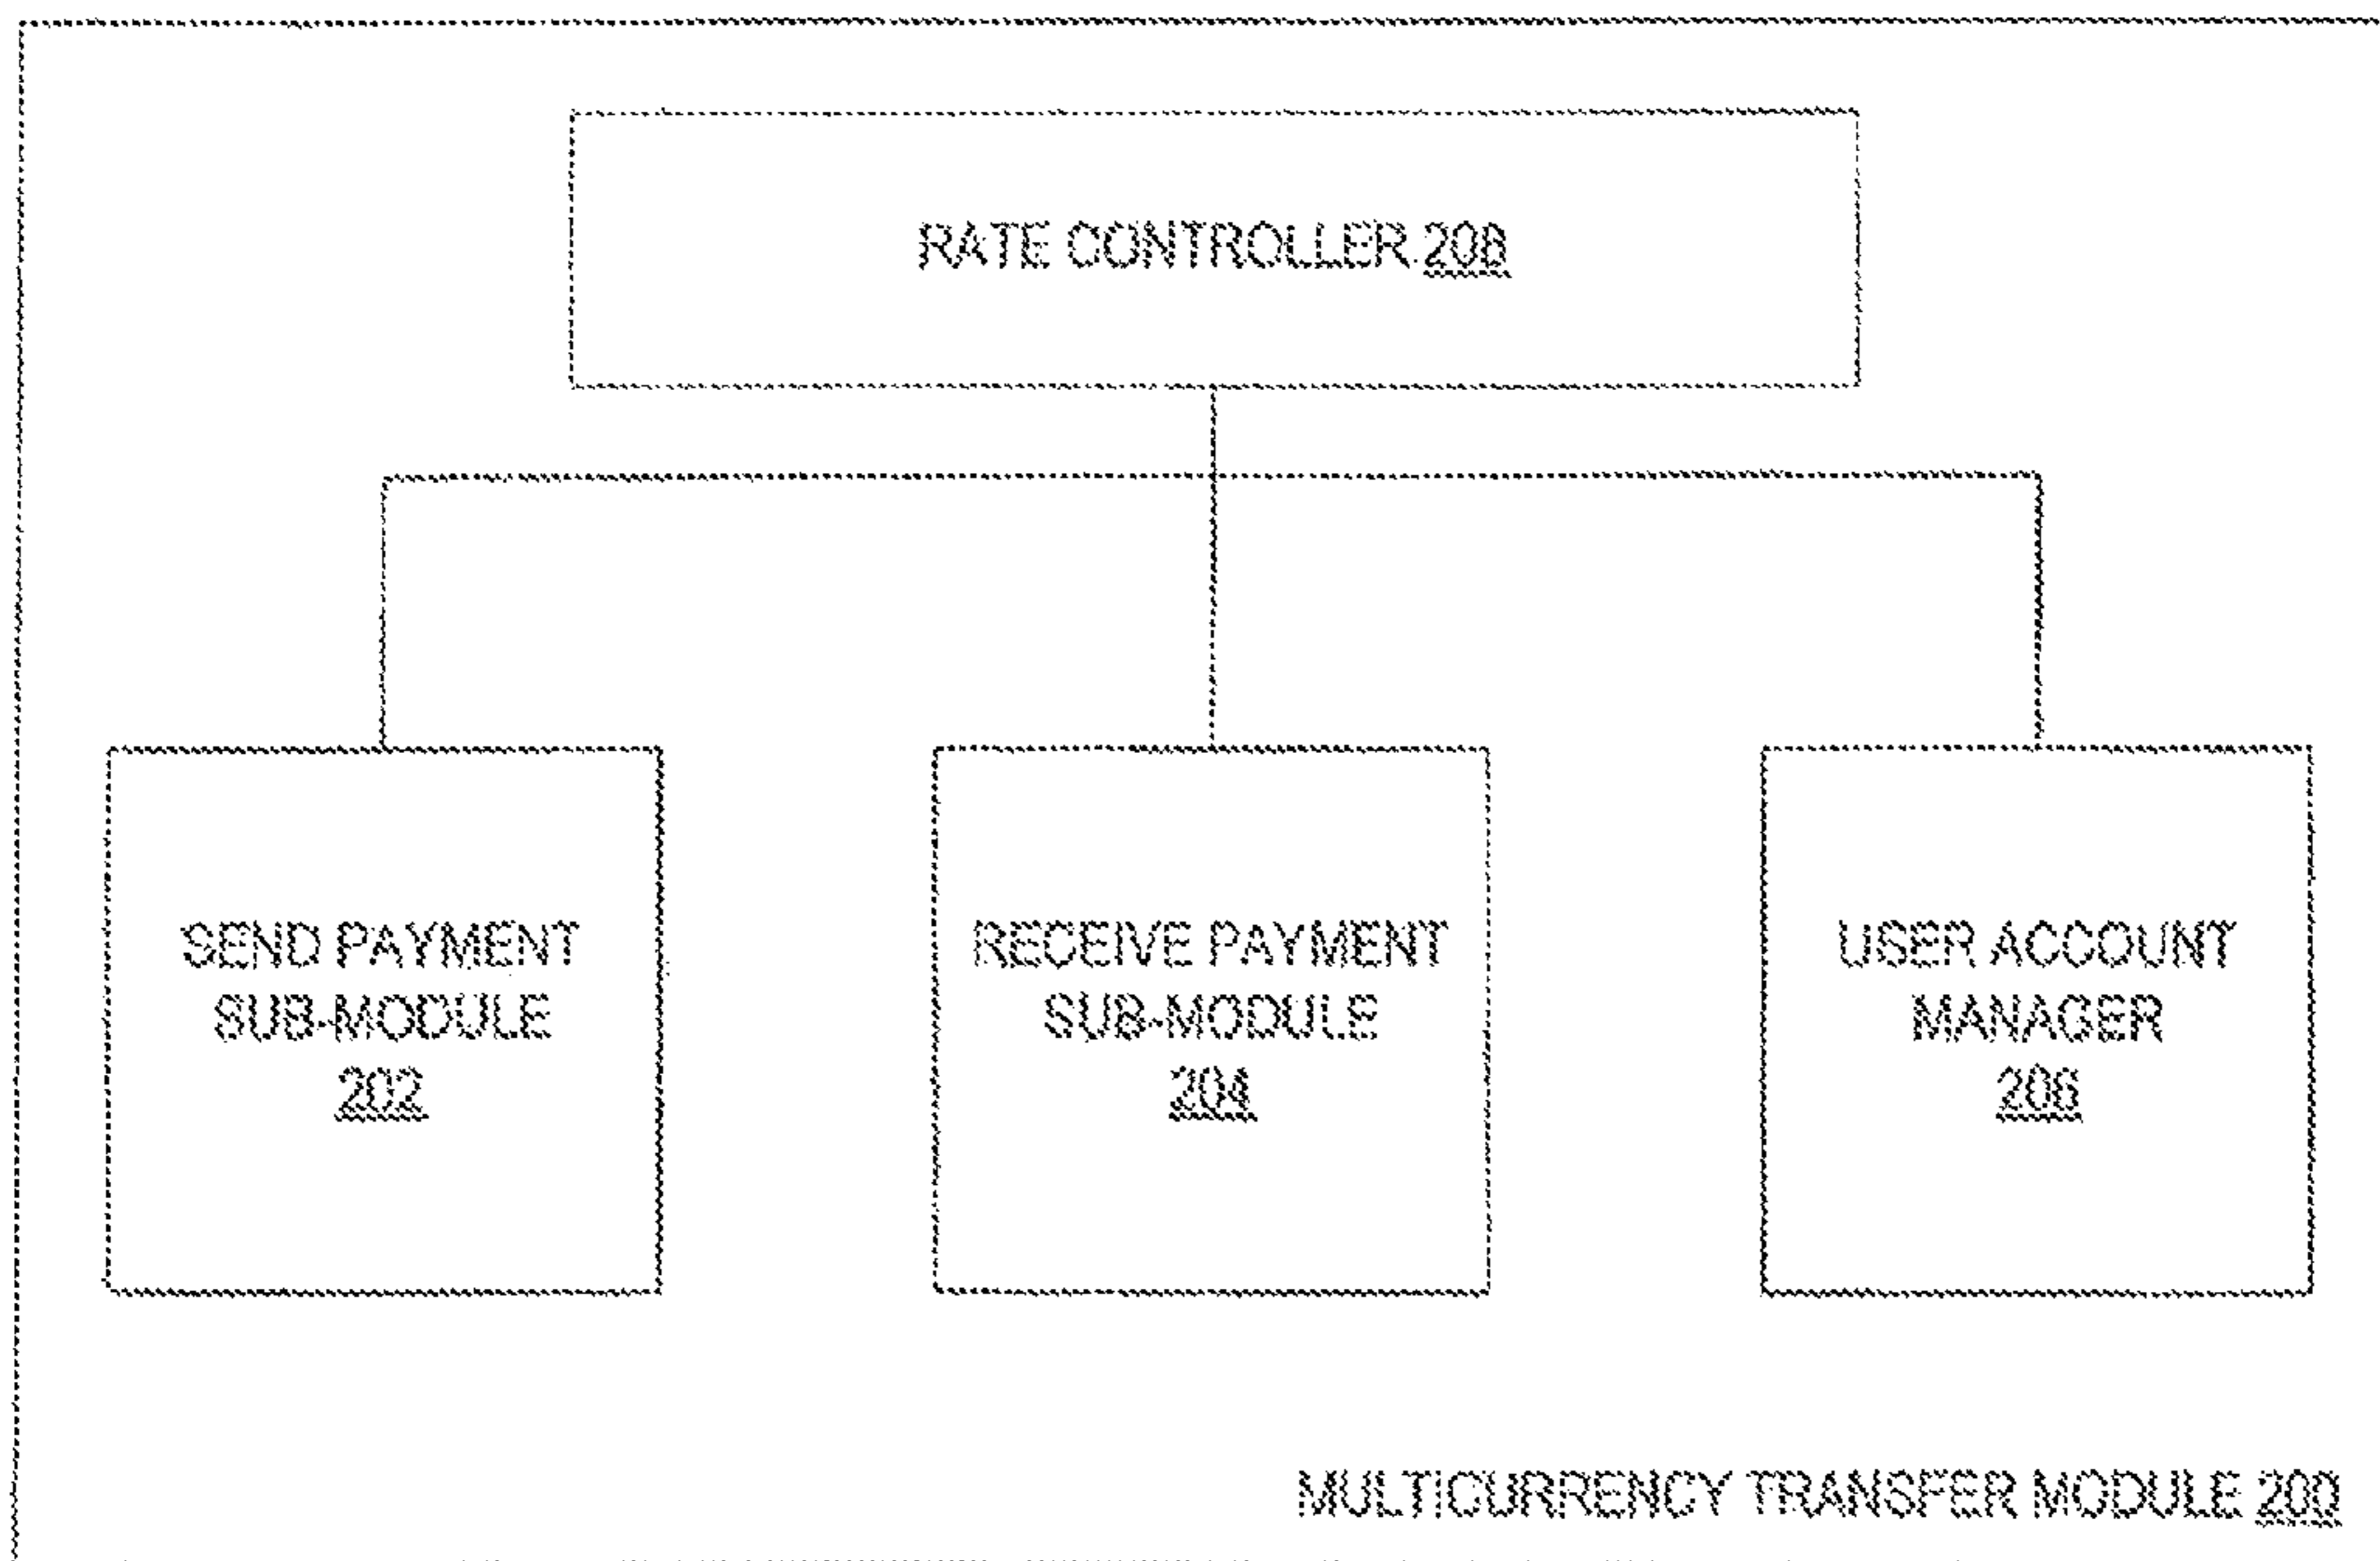 RATE CONTROLLER 208
SEND PAYMENT
SUB-MODULE
202
RECEIVE PAYMENT
SUB-MODULE
204
USER ACCOUNT
MANAGER
206
MULTICURRENCY TRANSFER MODULE 200